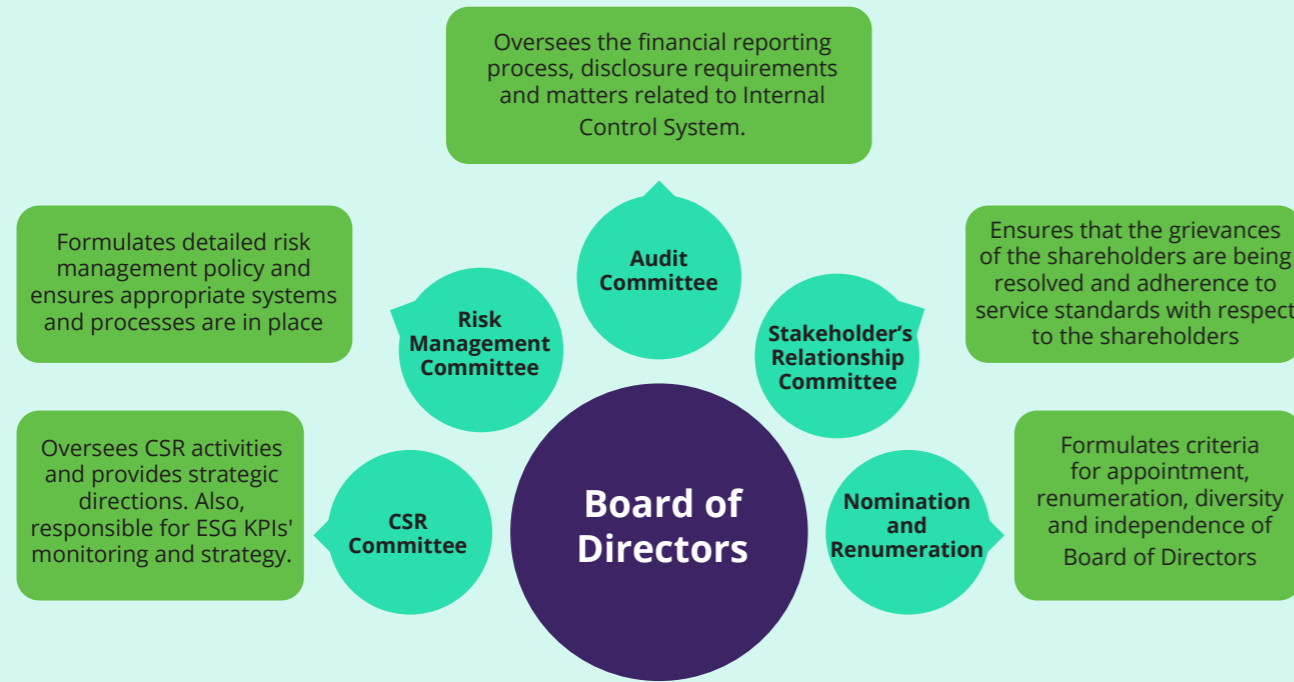 Oversees the financial reporting
process, disclosure requirements
and matters related to Internal
Control System.
Formulates detailed risk
management policy and
ensures appropriate systems
and processes are in place
Ensures that the grievances
of the shareholders are being
resolved and adherence to
service standards with respect
to the shareholders
Audit
Committee
Risk
Management
Committee
Stakeholder’s
Relationship
Committee
Oversees CSR activities
and provides strategic
directions. Also,
responsible for ESG KPIs'
monitoring and strategy.
CSR
Committee
Board of
Directors
Nomination
and
Renumeration
Formulates criteria
for appointment,
renumeration, diversity
and independence of
Board of Directors